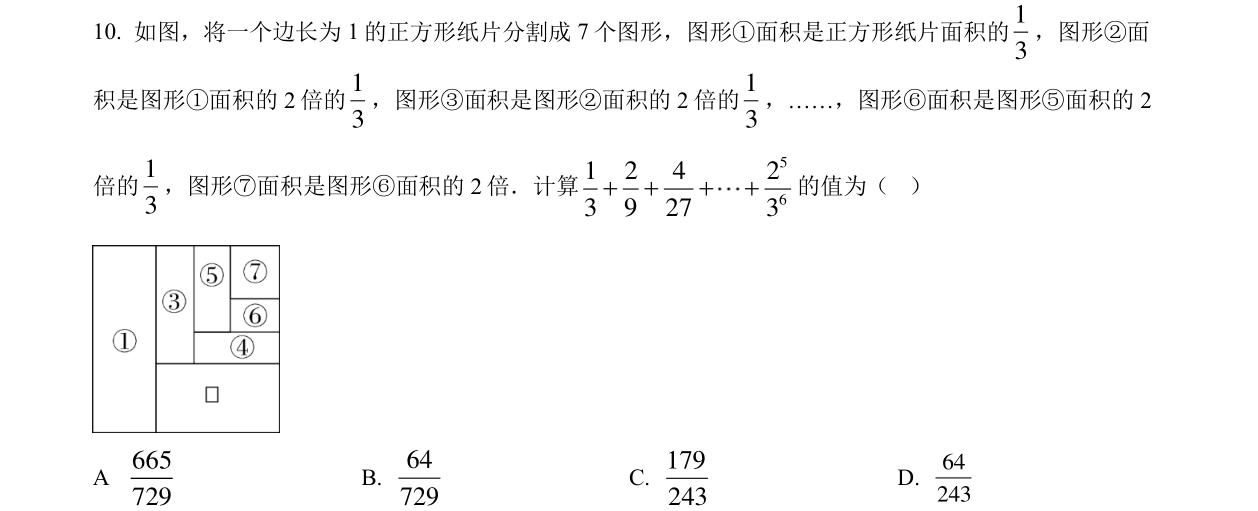 10. 如图，将一个边长为 1 的正方形纸片分割成 7 个图形，图形①面积是正方形纸片面积的 1/3，图形②面
积是图形①面积的 2 倍的 1/3，图形③面积是图形②面积的 2 倍的 1/3，……，图形⑥面积是图形⑤面积的 2
倍的 1/3，图形⑦面积是图形⑥面积的 2 倍．计算 1/3+2/9+4/27+⋯+2⁵/3⁶ 的值为（ ）
⑤ ⑦
③
⑥
① ④
□
A 665/729 B. 64/729 C. 179/243 D. 64/243